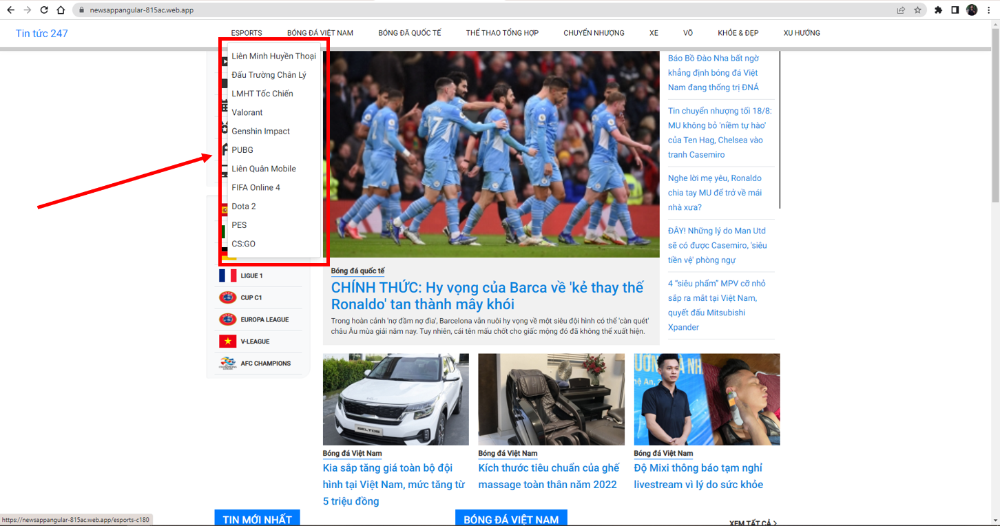 newsappangular-815ac.web.app
Tin tức 247
ESPORTS
BÓNG ĐÁ VIỆT NAM
BÓNG ĐÃ QUỐC TẾ
THỂ THAO TỔNG HỢP
CHUYỂN NHƯỢNG
XE
VÕ
KHỎE & ĐẸP
XU HƯỚNG
Liên Minh Huyền Thoại
Đấu Trường Chân Lý
LMHT Tốc Chiến
Valorant
Genshin Impact
PUBG
Liên Quân Mobile
FIFA Online 4
Dota 2
PES
CS:GO
LIGUE 1
CUP C1
EUROPA LEAGUE
V-LEAGUE
AFC CHAMPIONS
17
Bóng đá quốc tế
CHÍNH THỨC: Hy vọng của Barca về 'kẻ thay thế
Ronaldo' tan thành mây khói
Trong hoàn cảnh 'nợ đầm nợ đìa', Barcelona vẫn nuôi hy vọng về một siêu đội hình có thể 'càn quét'
châu Âu mùa giải năm nay. Tuy nhiên, cái tên mấu chốt cho giấc mộng đó đã không thể xuất hiện.
Báo Bồ Đào Nha bất ngờ
khẳng định bóng đá Việt
Nam đang thống trị ĐNÁ
Tin chuyển nhượng tối 18/8:
MU không bỏ 'niềm tự hào'
của Ten Hag, Chelsea vào
tranh Casemiro
Nghe lời mẹ yêu, Ronaldo
chia tay MU để trở về mái
nhà xưa?
ĐÂY! Những lý do Man Utd
sẽ có được Casemiro, 'siêu
tiền vệ' phòng ngự
4 “siêu phẩm” MPV cỡ nhỏ
sắp ra mắt tại Việt Nam,
quyết đấu Mitsubishi
Xpander
SELTOS
Bóng đá Việt Nam
Kia sắp tăng giá toàn bộ đội
hình tại Việt Nam, mức tăng từ
5 triệu đồng
Bóng đá Việt Nam
Kích thước tiêu chuẩn của ghế
massage toàn thân năm 2022
Bóng đá Việt Nam
Độ Mixi thông báo tạm nghỉ
livestream vì lý do sức khỏe
TIN MỚI NHẤT
BÓNG ĐÁ VIỆT NAM
XEM TẤT CẢ
https://newsappangular-815ac.web.app/esports-c180